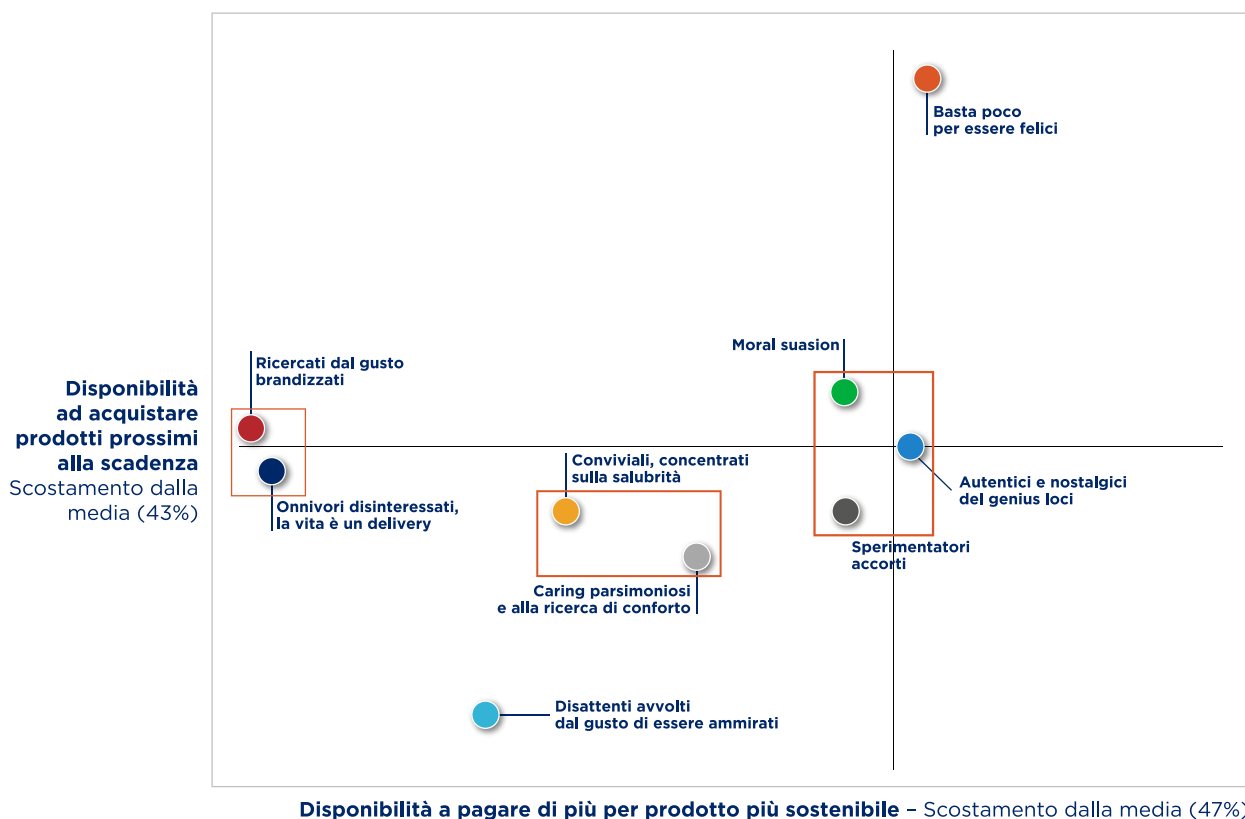 Basta poco
per essere felici
Moral suasion
Ricercati dal gusto
brandizzati
Disponibilità
ad acquistare
prodotti prossimi
alla scadenza
Scostamento dalla
media (43%)
Conviviali, concentrati
sulla salubrità
Autentici e nostalgici
del genius loci
Onnivori disinteressati,
la vita è un delivery
Sperimentatori
accorti
Caring parsimoniosi
e alla ricerca di conforto
Disattenti avvolti
dal gusto di essere ammirati
Disponibilità a pagare di più per prodotto più sostenibile – Scostamento dalla media (47%)